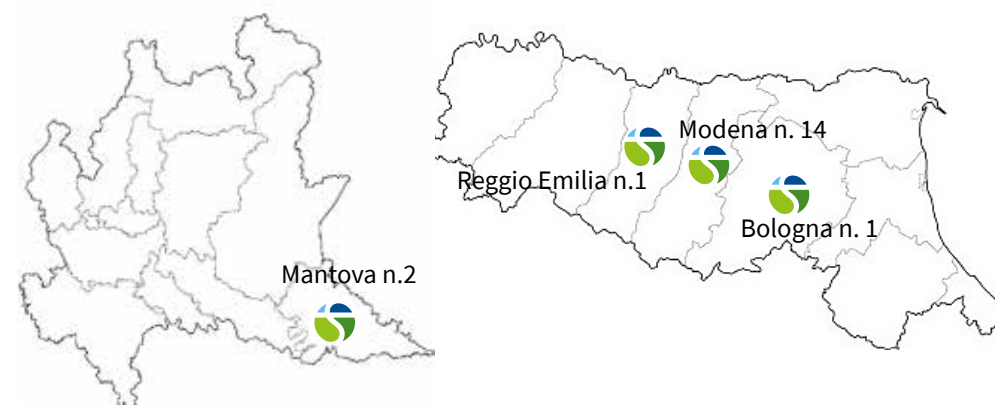 Mantova n.2
Modena n. 14
Reggio Emilia n.1
Bologna n. 1